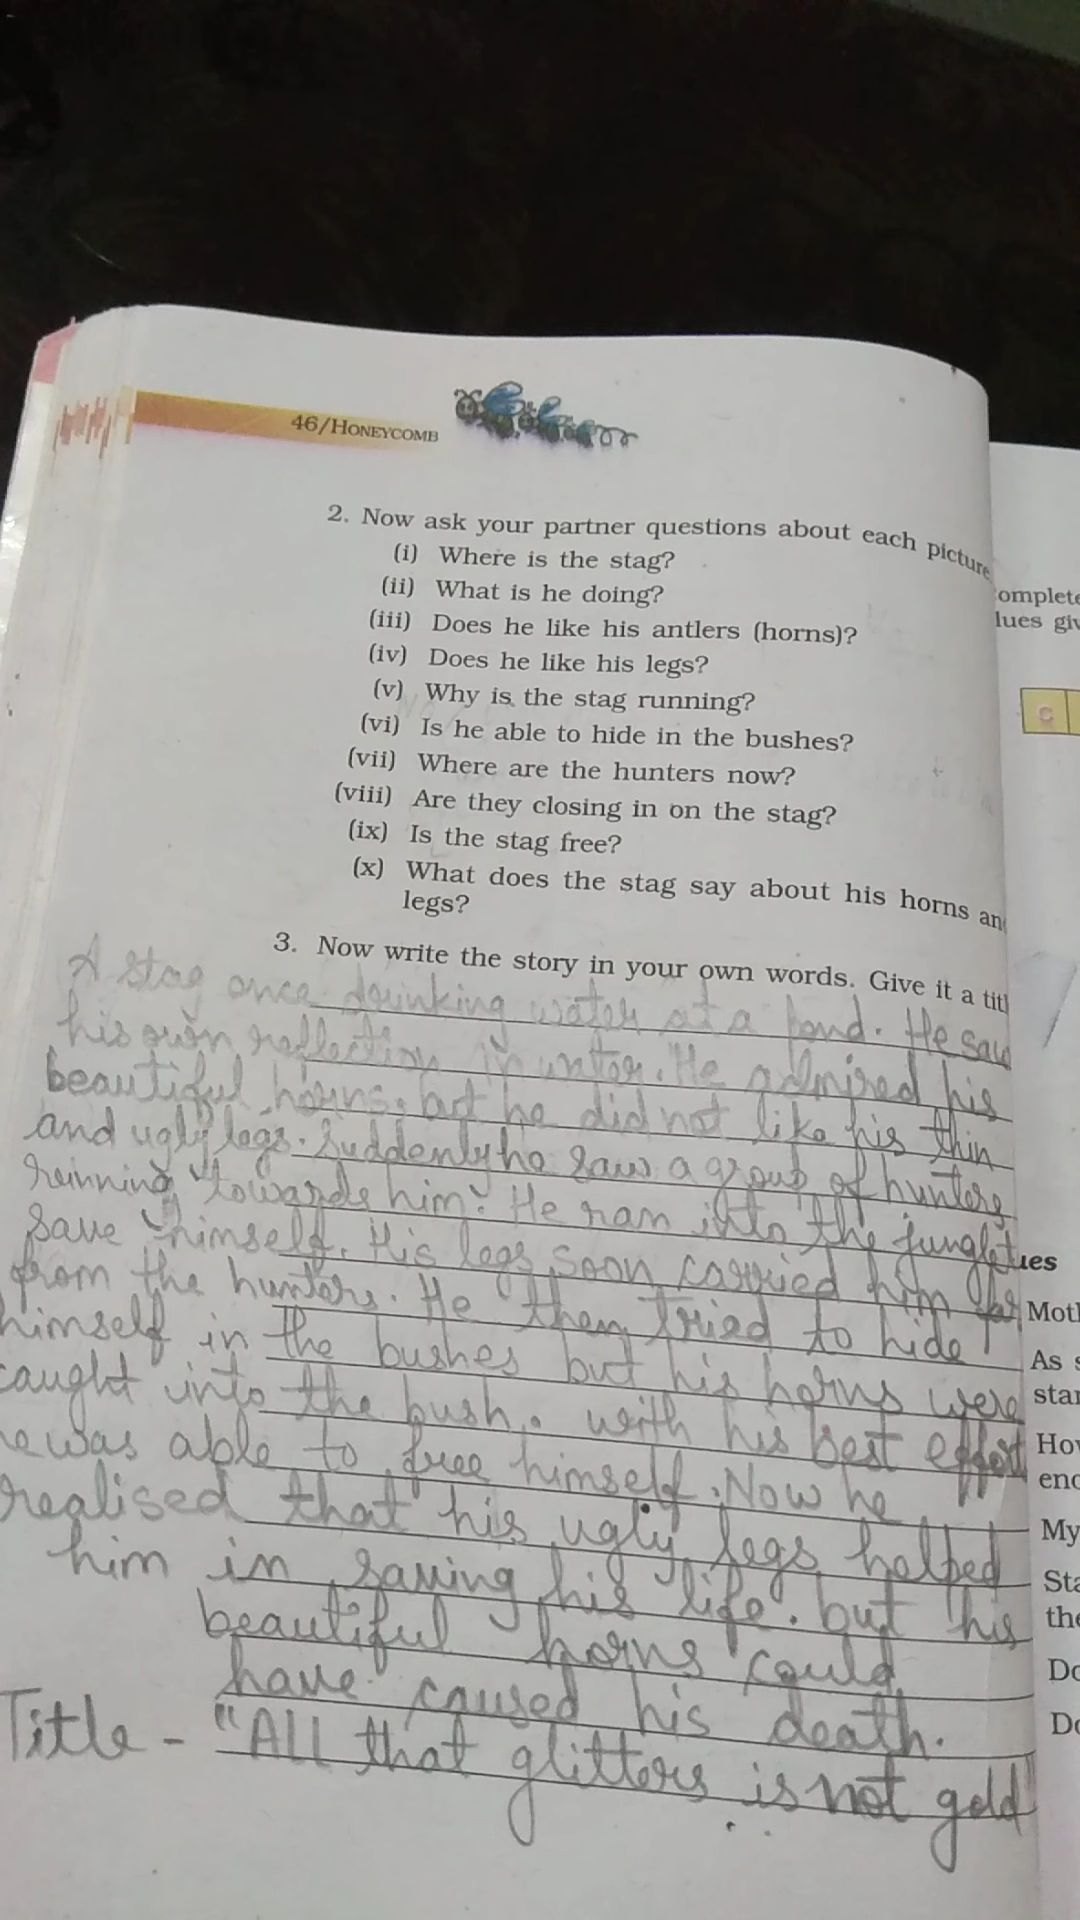 46/HONEYCOMB
2. Now ask your partner questions about each picture
(i) Where is the stag?
(ii) What is he doing?
(iii) Does he like his antlers (horns)?
(iv) Does he like his legs?
(v) Why is the stag running?
(vi) Is he able to hide in the bushes?
(vii) Where are the hunters now?
(viii) Are they closing in on the stag?
(ix) Is the stag free?
(x) What does the stag say about his horns an
legs?
3. Now write the story in your own words. Give it a titl
A stag once drinking water at a pond. He saw
his own reflection in water. He admired his
beautiful horns, but he did not like his thin
and ugly legs. Suddenly he saw a group of hunters
running towards him. He ran into the jungle
save himself. His legs soon carried him far
from the hunters. He then tried to hide
himself in the bushes but his horns were
caught into the bush. with his best effort
he was able to free himself. Now he
realised that his ugly legs helped
him in saving his life. but his
beautiful horns could
have caused his death.
Title - "ALL that glitters is not gold"
omplete
lues giv
C
ues
Moth
As s
star
Ho
enc
My
Sta
the
Do
Do